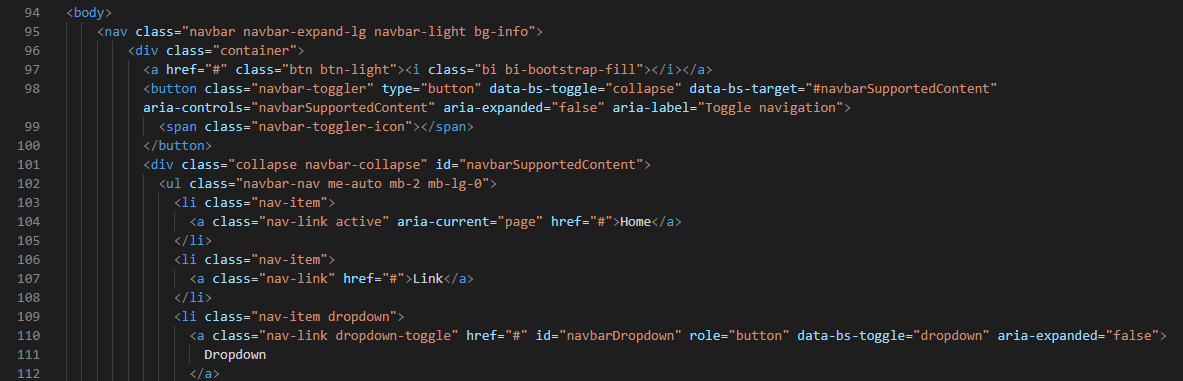 94 <body>
95 <nav class="navbar navbar-expand-lg navbar-light bg-info">
96 <div class="container">
97 <a href="#" class="btn btn-light"><i class="bi bi-bootstrap-fill"></i></a>
98 <button class="navbar-toggler" type="button" data-bs-toggle="collapse" data-bs-target="#navbarSupportedContent"
aria-controls="navbarSupportedContent" aria-expanded="false" aria-label="Toggle navigation">
99 <span class="navbar-toggler-icon"></span>
100 </button>
101 <div class="collapse navbar-collapse" id="navbarSupportedContent">
102 <ul class="navbar-nav me-auto mb-2 mb-lg-0">
103 <li class="nav-item">
104 <a class="nav-link active" aria-current="page" href="#">Home</a>
105 </li>
106 <li class="nav-item">
107 <a class="nav-link" href="#">Link</a>
108 </li>
109 <li class="nav-item dropdown">
110 <a class="nav-link dropdown-toggle" href="#" id="navbarDropdown" role="button" data-bs-toggle="dropdown" aria-expanded="false">
111 Dropdown
112 </a>